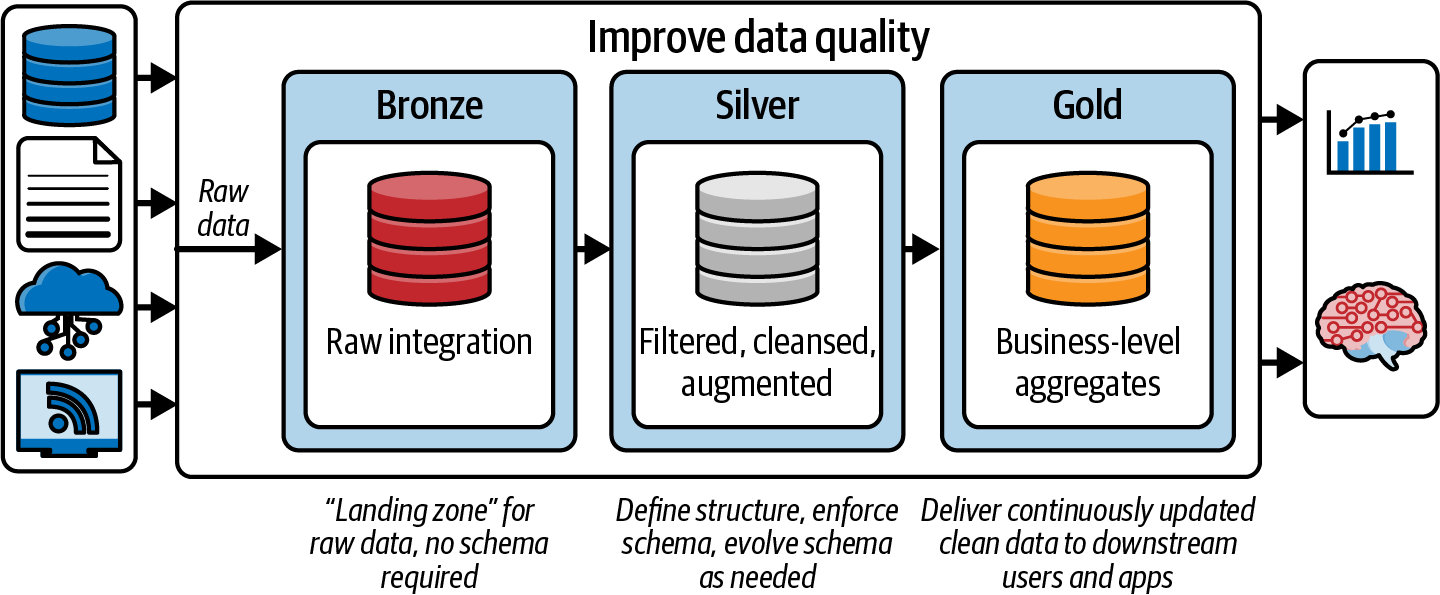 Improve data quality
Bronze
Silver
Gold
Raw
data
Raw integration
Filtered, cleansed,
augmented
Business-level
aggregates
“Landing zone” for
raw data, no schema
required
Define structure, enforce
schema, evolve schema
as needed
Deliver continuously updated
clean data to downstream
users and apps